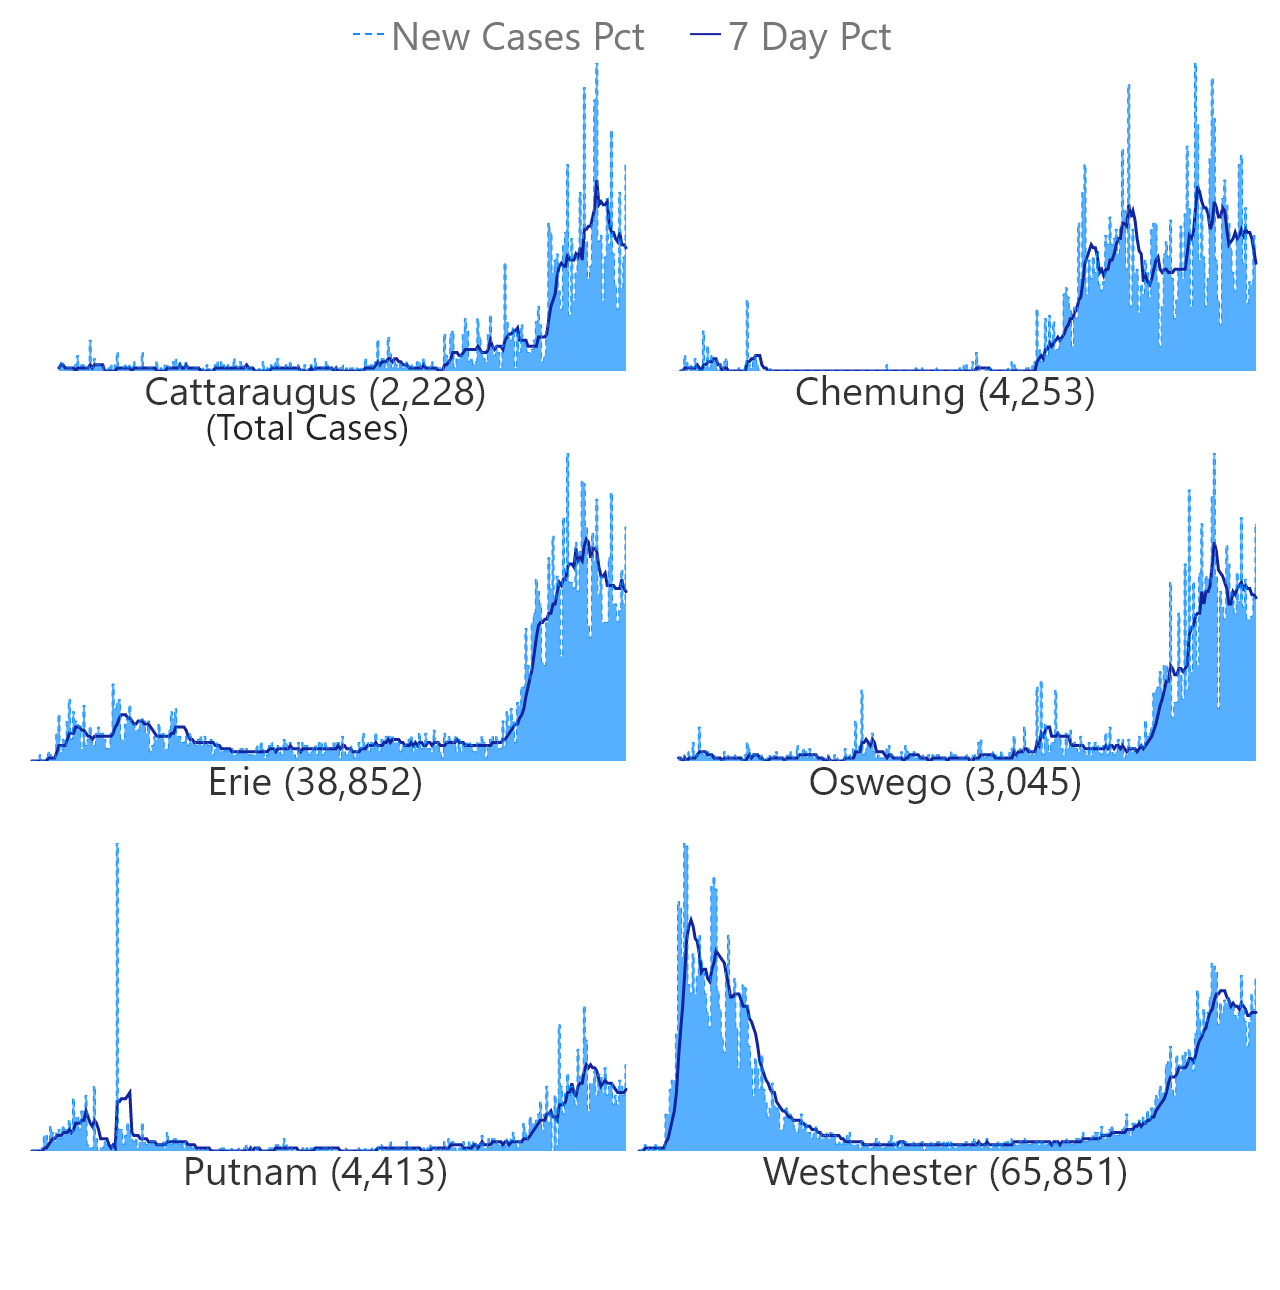 New Cases Pct 7 Day Pct
Cattaraugus (2,228) Chemung (4,253)
(Total Cases)
Erie (38,852) Oswego (3,045)
Putnam (4,413) Westchester (65,851)